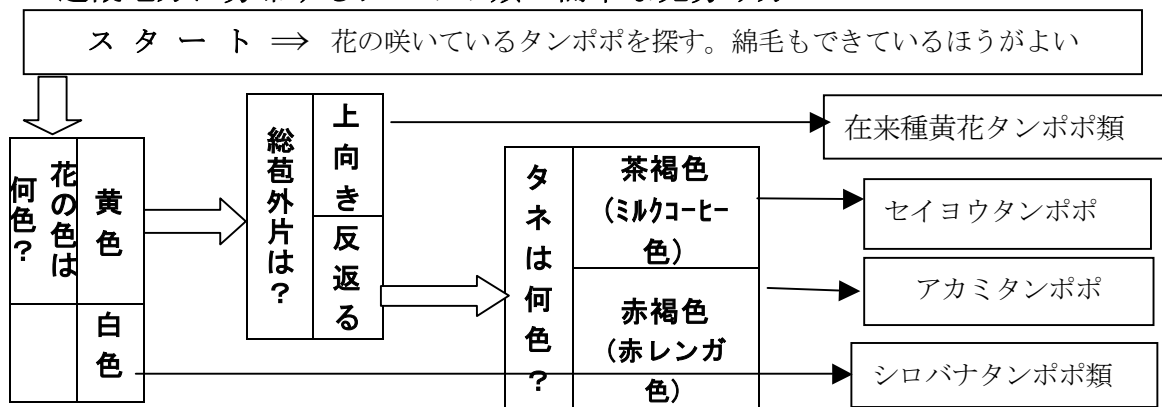 スタート⇒ 花の咲いているタンポポを探す。綿毛もできているほうがよい
花の色は
何色？
黄色
白色
総苞外片は？
上向き
反返る
タネは何色？
茶褐色
(ﾐﾙｸｺｰﾋｰ
色)
赤褐色
(赤レンガ
色)
在来種黄花タンポポ類
セイヨウタンポポ
アカミタンポポ
シロバナタンポポ類